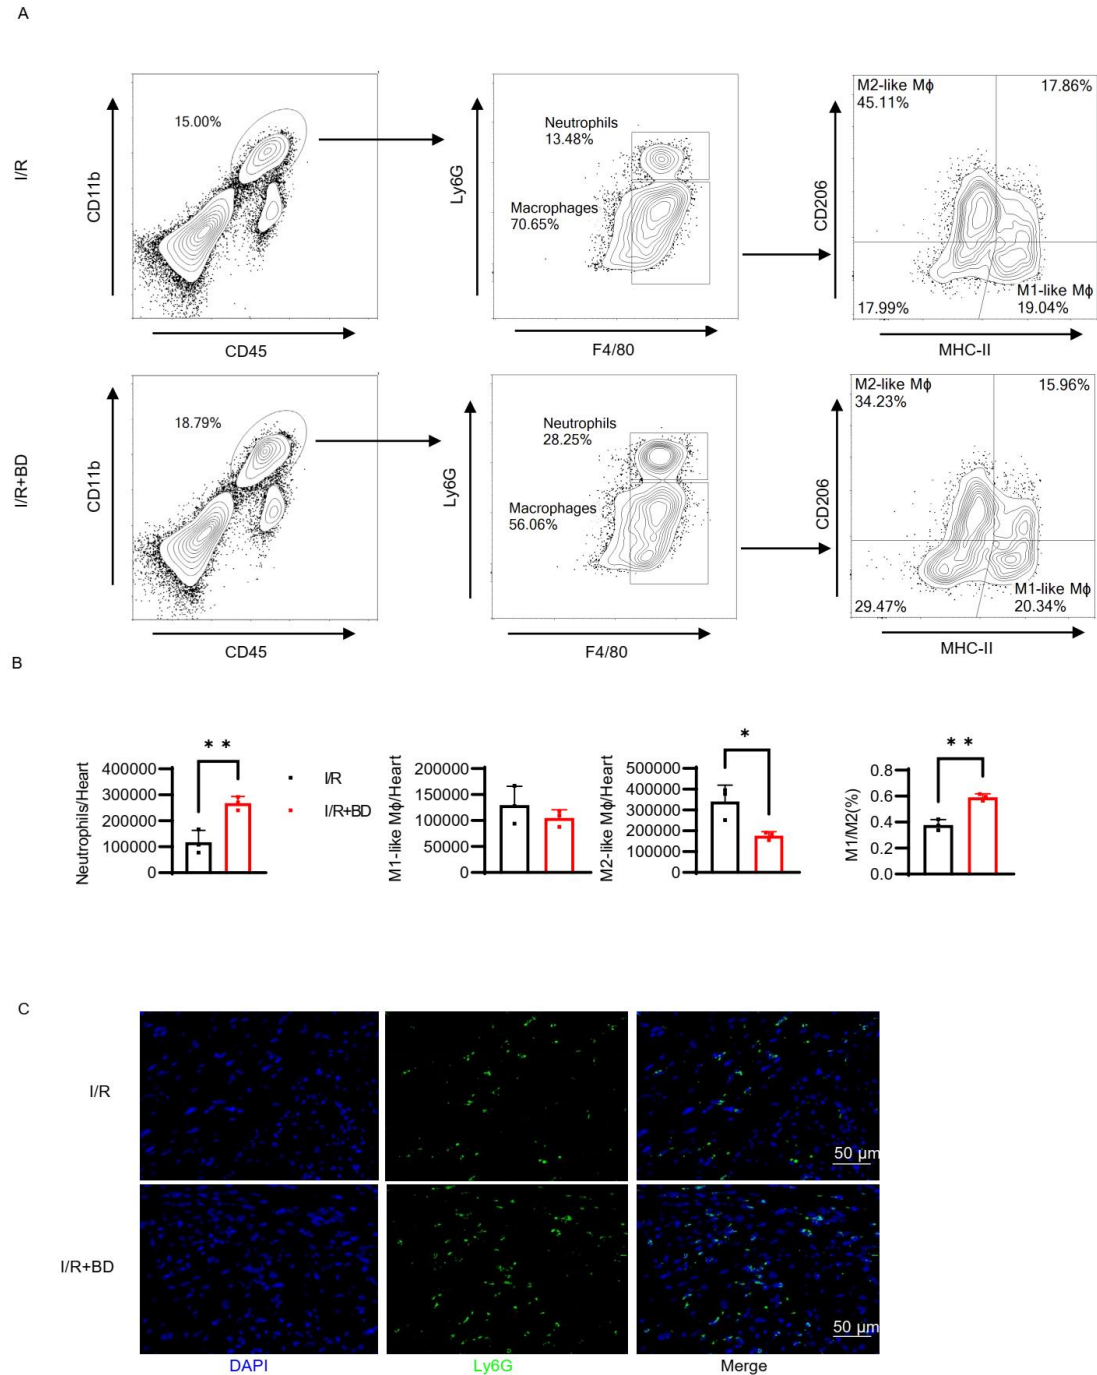 A
I/R
CD11b
15.00%
CD45
Ly6G
Neutrophils
13.48%
Macrophages
70.65%
F4/80
CD206
M2-like Mϕ
45.11%
17.86%
17.99%
M1-like Mϕ
19.04%
MHC-II
I/R+BD
CD11b
18.79%
CD45
Ly6G
Neutrophils
28.25%
Macrophages
56.06%
F4/80
CD206
M2-like Mϕ
34.23%
15.96%
29.47%
M1-like Mϕ
20.34%
MHC-II
B
Neutrophils/Heart
400000
300000
200000
100000
0
**
I/R
I/R+BD
M1-like Mϕ/Heart
200000
150000
100000
50000
0
M2-like Mϕ/Heart
500000
400000
300000
200000
100000
0
*
M1/M2(%)
0.8
0.6
0.4
0.2
0.0
**
C
I/R
50 μm
I/R+BD
50 μm
DAPI
Ly6G
Merge